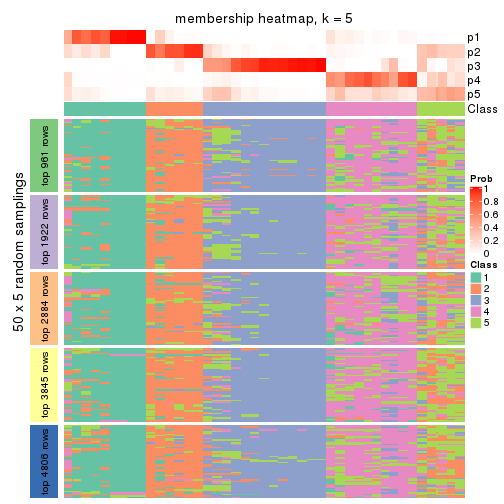 membership heatmap, k = 5
p1
p2
p3
p4
p5
Class
50 x 5 random samplings
top 961 rows
top 1922 rows
top 2884 rows
top 3845 rows
top 4806 rows
Prob
1
0.8
0.6
0.4
0.2
0
Class
1
2
3
4
5